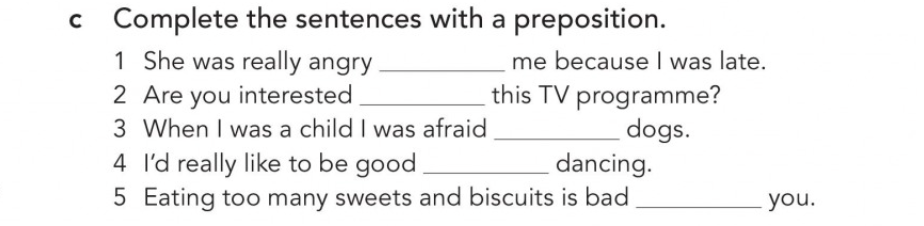 c Complete the sentences with a preposition.
1 She was really angry __________ me because I was late.
2 Are you interested __________ this TV programme?
3 When I was a child I was afraid __________ dogs.
4 I'd really like to be good __________ dancing.
5 Eating too many sweets and biscuits is bad __________ you.